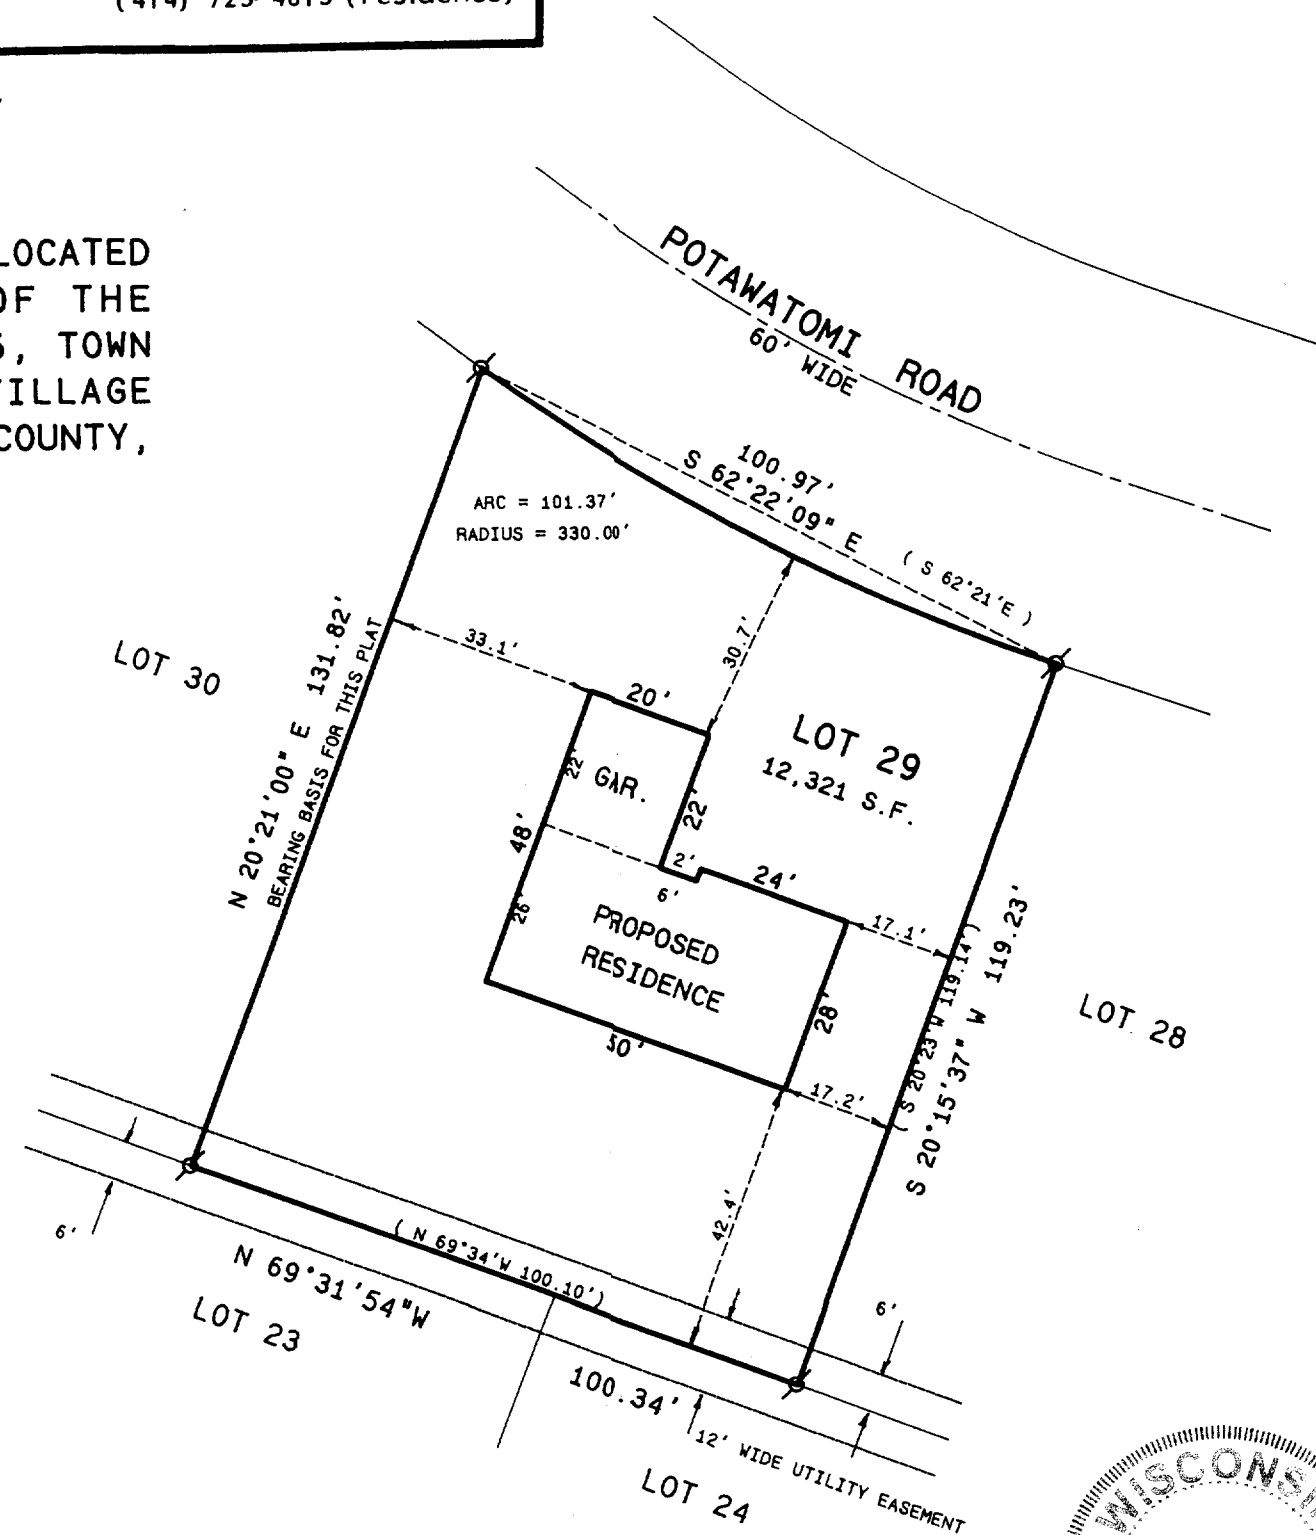 (414) 725-4875 (residence)
LOCATED
OF THE
TOWN
VILLAGE
COUNTY,
POTAWATOMI ROAD
60' WIDE
100.97'
S 62°22'09" E
( S 62°21'E )
ARC = 101.37'
RADIUS = 330.00'
LOT 30
N 20°21'00" E 131.82'
BEARING BASIS FOR THIS PLAT
33.1'
30.7'
20'
LOT 29
12,321 S.F.
22'
GAR.
22'
48'
2'
24'
6'
26'
PROPOSED
RESIDENCE
17.1'
28'
50'
17.2'
( S 20°23'W 119.14')
S 20°15'37" W 119.23'
LOT 28
42.4'
6'
( N 69°34'W 100.10')
N 69°31'54"W
100.34'
6'
LOT 23
12' WIDE UTILITY EASEMENT
LOT 24
WISCONSI